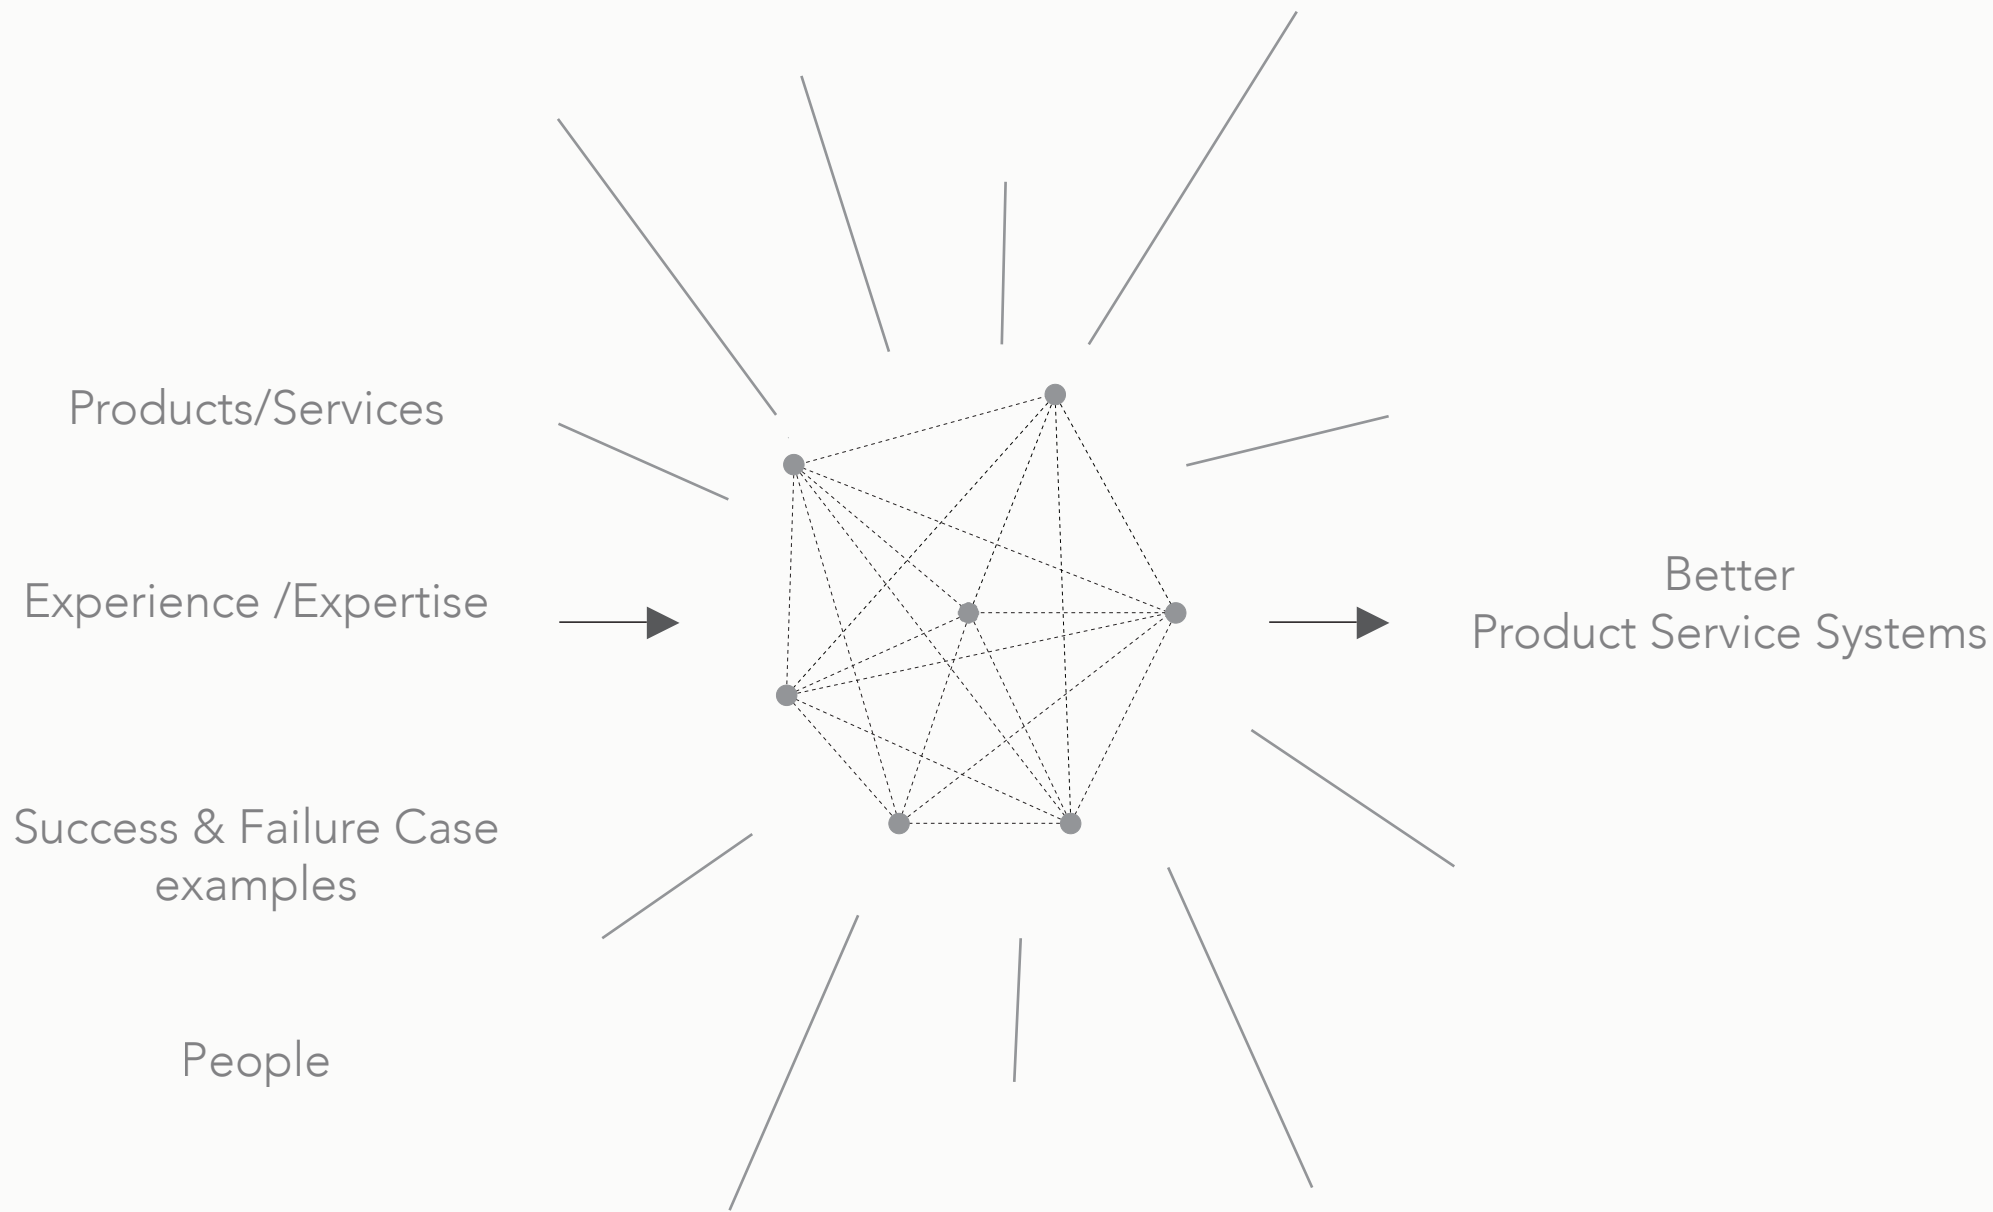 Products/Services
Experience /Expertise
Success & Failure Case
examples
People
Better
Product Service Systems